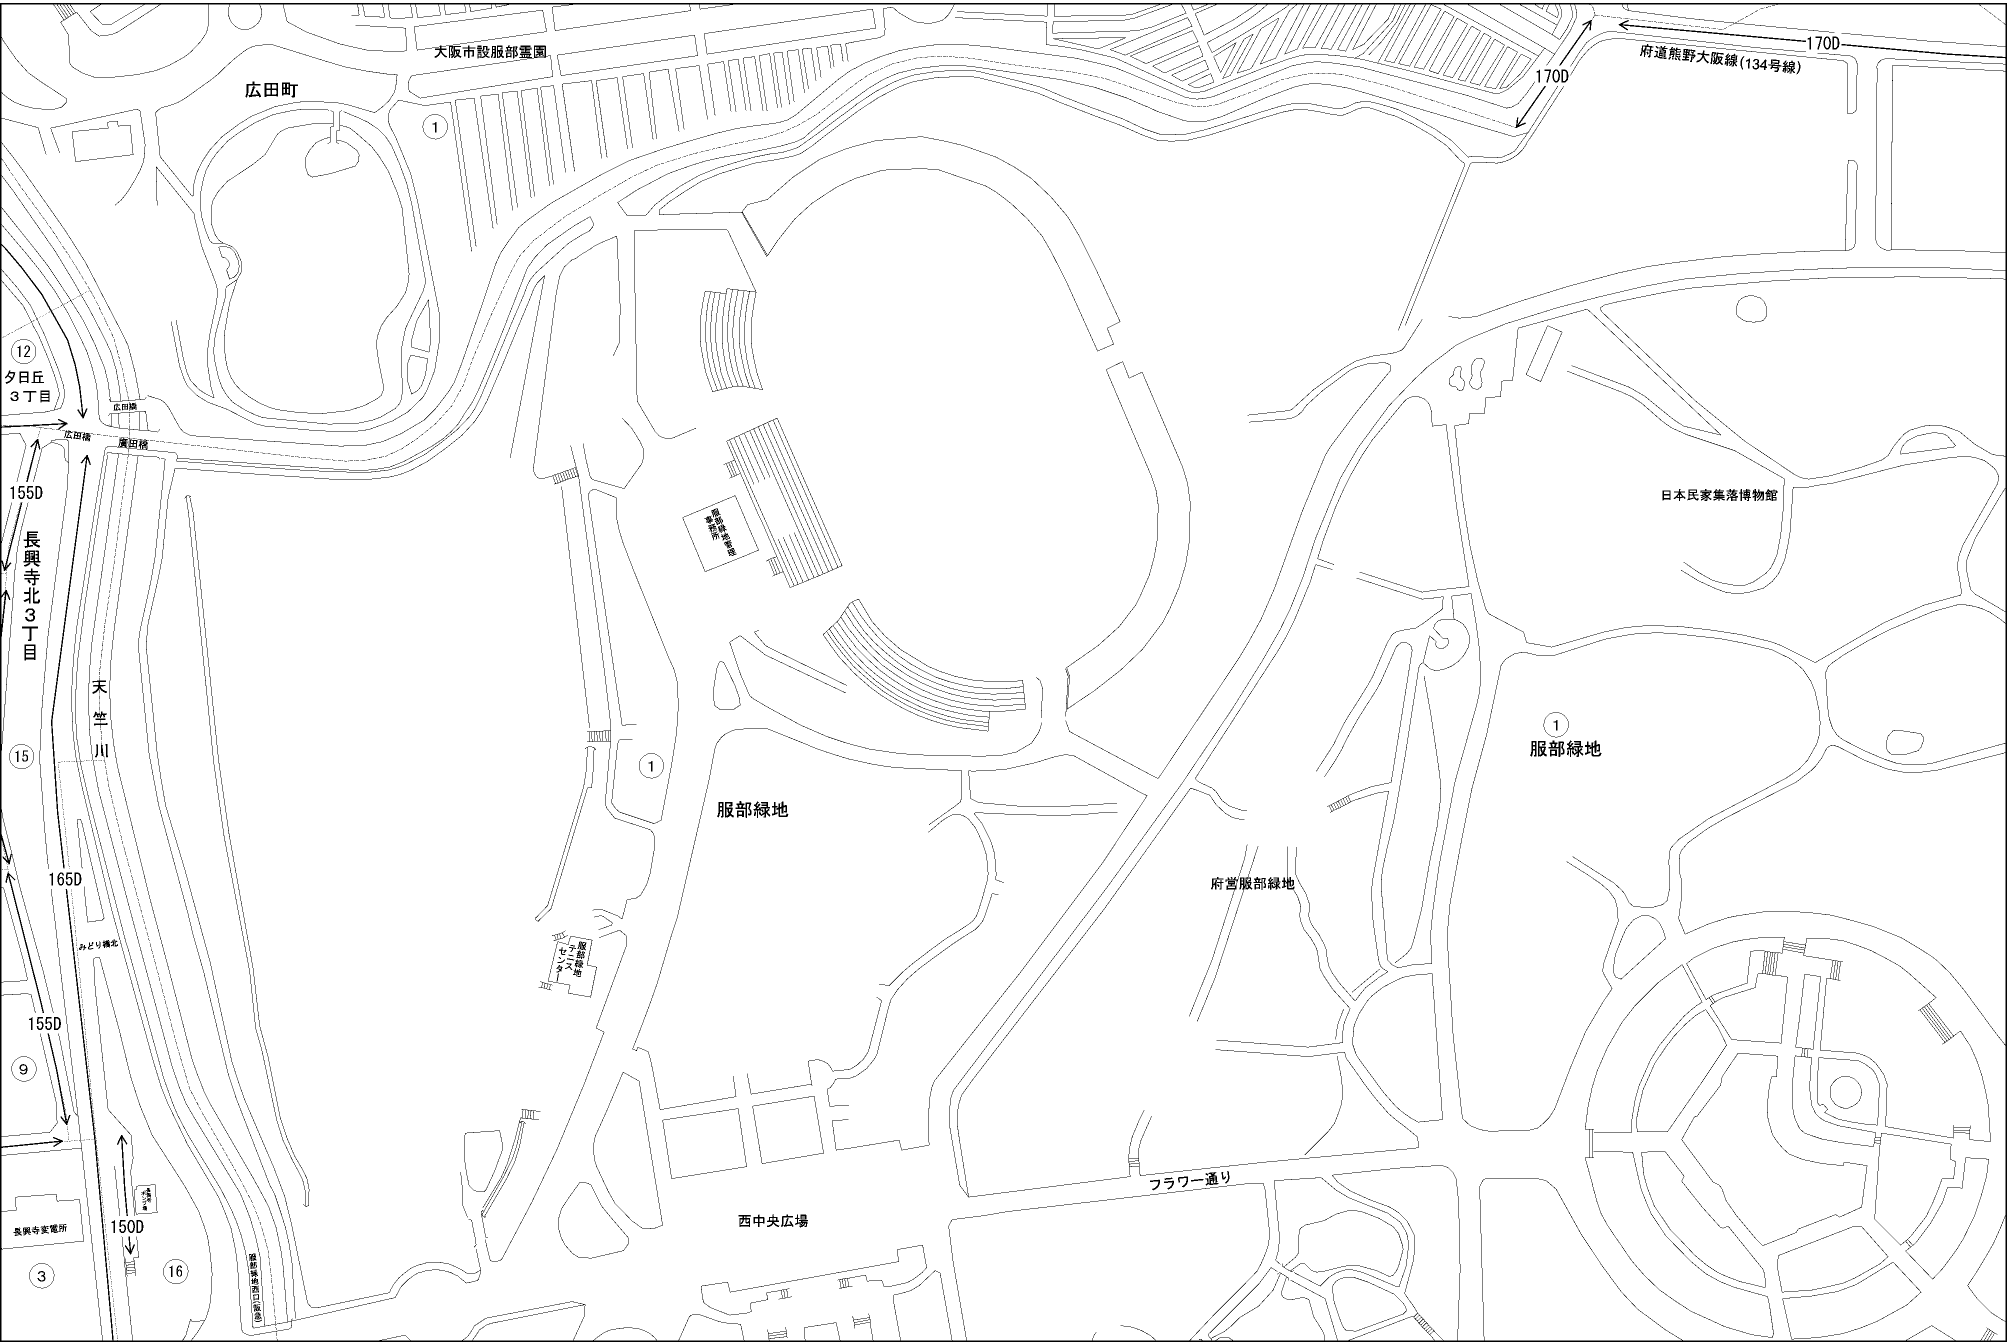 170D
府道熊野大阪線(134号線)
170D
大阪市設服部霊園
広田町
1
12
夕日丘
3丁目
広田橋
広田橋
廣田橋
155D
日本民家集落博物館
服部緑地管理
事務所
長興寺北3丁目
天竺川
1
服部緑地
15
1
服部緑地
165D
府営服部緑地
みどり橋北
服部緑地
テニス
センター
155D
9
フラワー通り
西中央広場
150D
長興寺変電所
3
16
服部緑地西口(阪急)